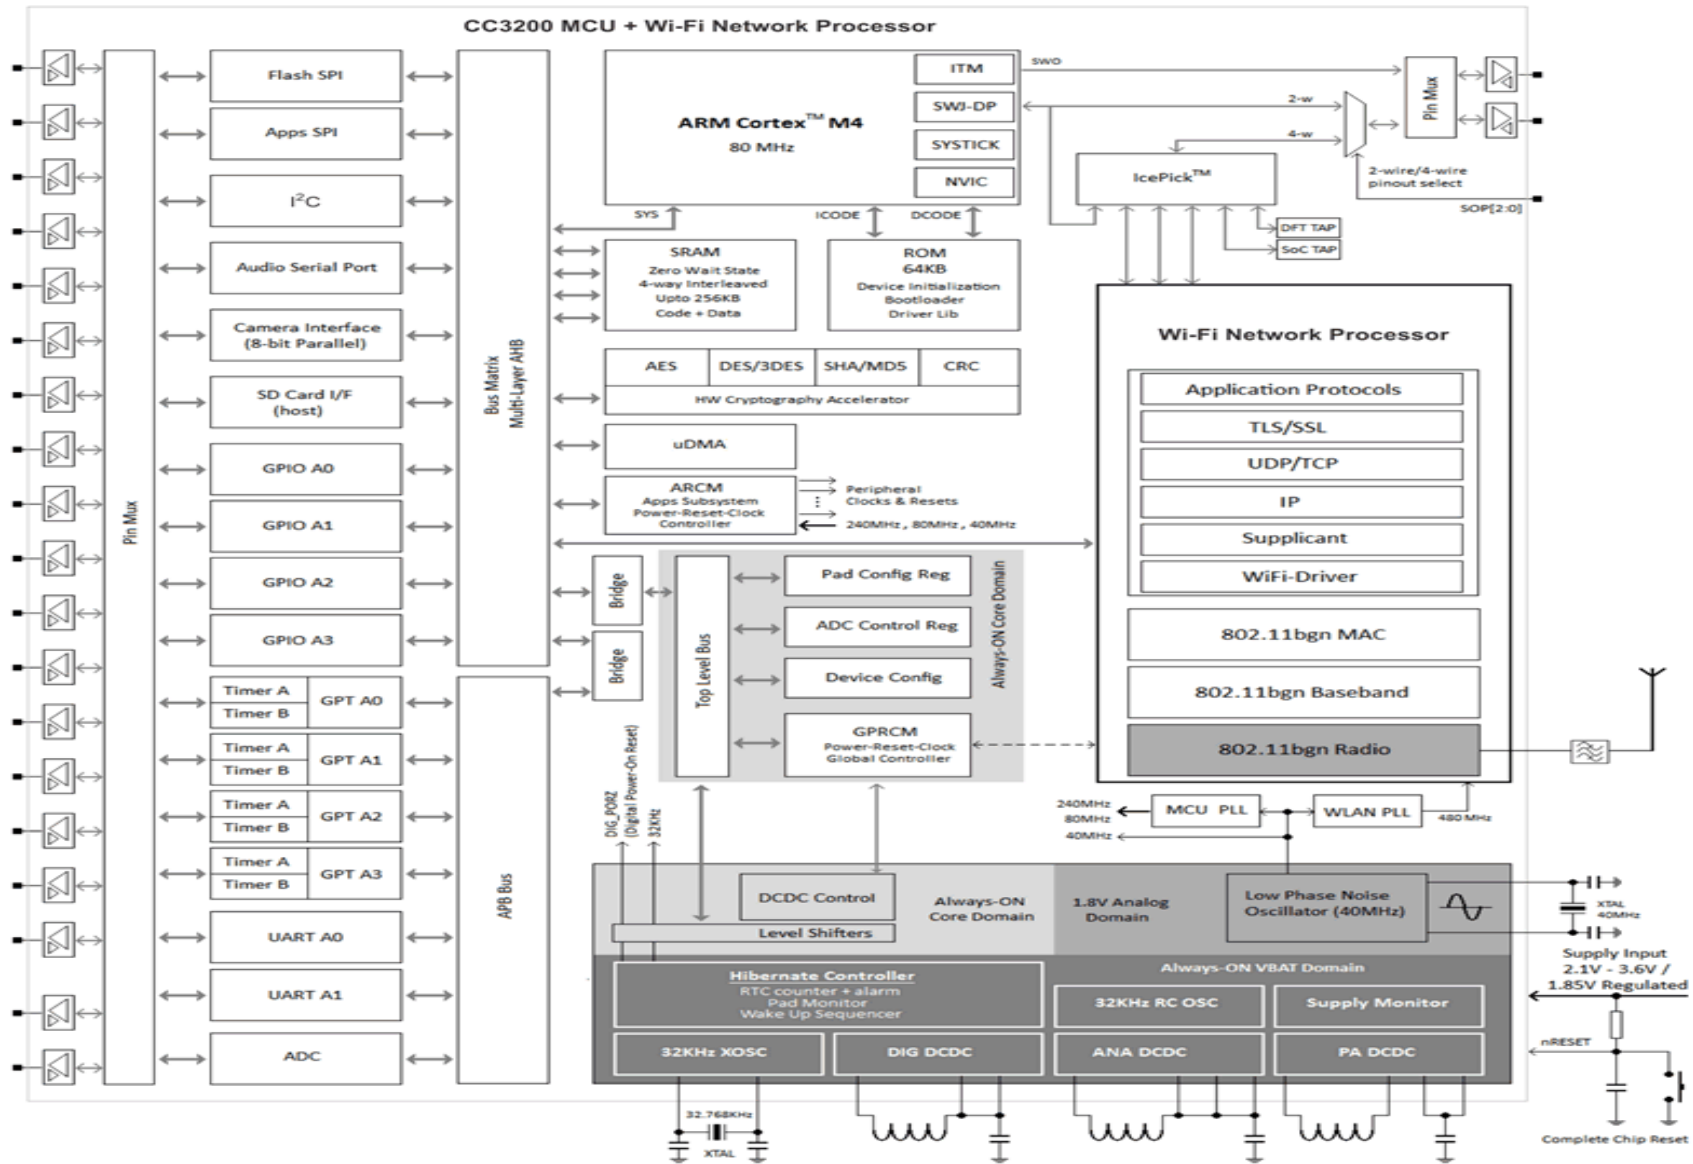 CC3200 MCU + Wi-Fi Network Processor
Pin Mux
Flash SPI
Apps SPI
I2C
Audio Serial Port
Camera Interface
(8-bit Parallel)
SD Card I/F
(host)
GPIO A0
GPIO A1
GPIO A2
GPIO A3
Timer A
Timer B
GPT A0
Timer A
Timer B
GPT A1
Timer A
Timer B
GPT A2
Timer A
Timer B
GPT A3
UART A0
UART A1
ADC
Bus Matrix
Multi-Layer AHB
APB Bus
ARM Cortex™ M4
80 MHz
ITM
SWJ-DP
SYSTICK
NVIC
SYS
ICODE
DCODE
SRAM
Zero Wait State
4-way Interleaved
Upto 256KB
Code + Data
ROM
64KB
Device Initialization
Bootloader
Driver Lib
AES
DES/3DES
SHA/MD5
CRC
HW Cryptography Accelerator
uDMA
ARCM
Apps Subsystem
Power-Reset-Clock
Controller
Peripheral
Clocks & Resets
240MHz , 80MHz , 40MHz
Bridge
Bridge
Top Level Bus
Pad Config Reg
ADC Control Reg
Device Config
GPRCM
Power-Reset-Clock
Global Controller
Always-ON Core Domain
DIG_PORZ
(Digital Power-On Reset)
32KHz
SWO
2-w
4-w
Pin Mux
2-wire/4-wire
pinout select
SOP[2:0]
IcePick™
DFT TAP
SoC TAP
Wi-Fi Network Processor
Application Protocols
TLS/SSL
UDP/TCP
IP
Supplicant
WiFi-Driver
802.11bgn MAC
802.11bgn Baseband
802.11bgn Radio
240MHz
80MHz
40MHz
MCU PLL
WLAN PLL
480 MHz
DCDC Control
Level Shifters
Always-ON
Core Domain
1.8V Analog
Domain
Low Phase Noise
Oscillator (40MHz)
XTAL
40MHz
Hibernate Controller
RTC counter + alarm
Pad Monitor
Wake Up Sequencer
Always-ON VBAT Domain
32KHz RC OSC
Supply Monitor
32KHz XOSC
DIG DCDC
ANA DCDC
PA DCDC
Supply Input
2.1V - 3.6V /
1.85V Regulated
nRESET
Complete Chip Reset
32.768KHz
XTAL